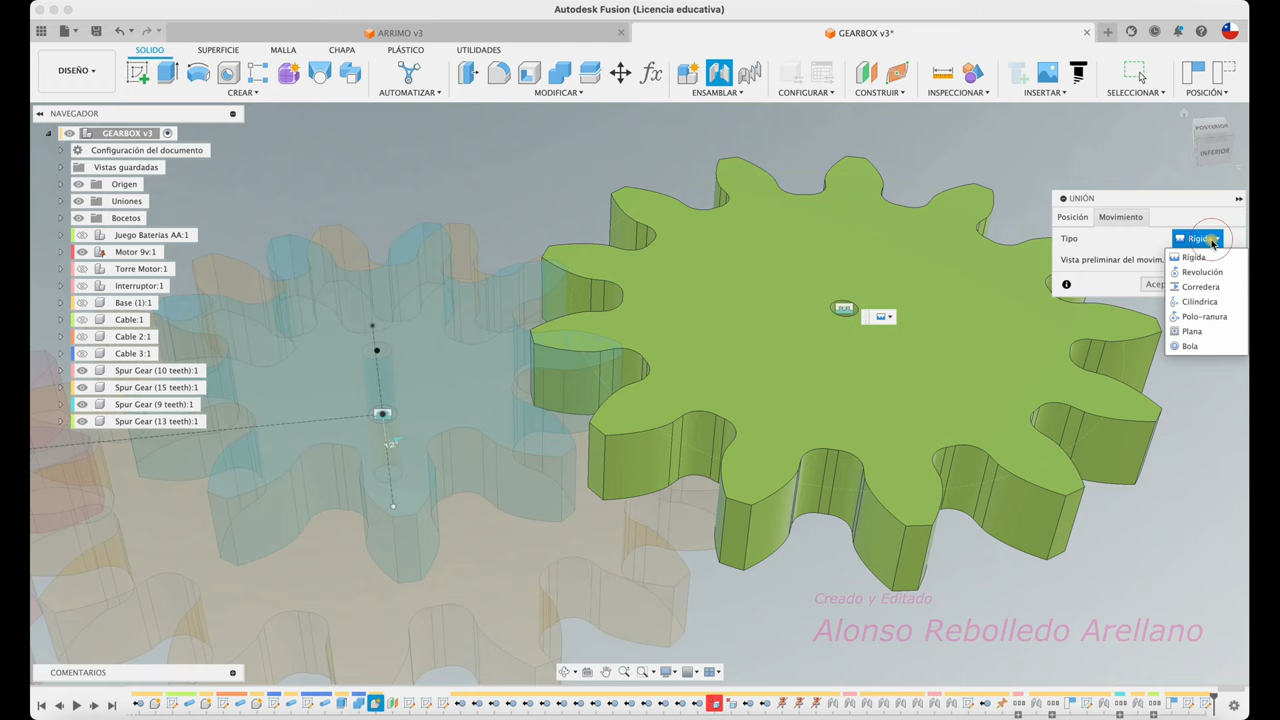 Autodesk Fusion (Licencia educativa)
ARRIMO v3
GEARBOX v3*
DISEÑO
SOLIDO
SUPERFICIE
MALLA
CHAPA
PLÁSTICO
UTILIDADES
CREAR
AUTOMATIZAR
MODIFICAR
ENSAMBLAR
CONFIGURAR
CONSTRUIR
INSPECCIONAR
INSERTAR
SELECCIONAR
POSICIÓN
NAVEGADOR
GEARBOX v3
Configuración del documento
Vistas guardadas
Origen
Uniones
Bocetos
Juego Baterias AA:1
Motor 9v:1
Torre Motor:1
Interruptor:1
Base (1):1
Cable:1
Cable 2:1
Cable 3:1
Spur Gear (10 teeth):1
Spur Gear (15 teeth):1
Spur Gear (9 teeth):1
Spur Gear (13 teeth):1
POSTERIOR
INFERIOR
UNIÓN
Posición
Movimiento
Tipo
Rígida
Vista preliminar del movim.
Acep
Rígida
Revolución
Corredera
Cilíndrica
Polo-ranura
Plana
Bola
Creado y Editado
Alonso Rebolledo Arellano
COMENTARIOS